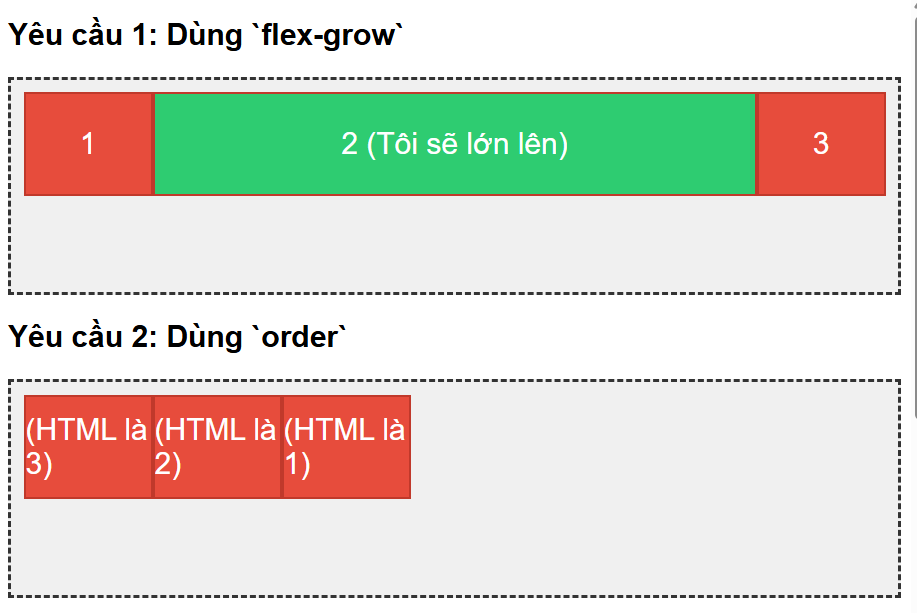 Yêu cầu 1: Dùng `flex-grow`
1
2 (Tôi sẽ lớn lên)
3
Yêu cầu 2: Dùng `order`
(HTML là
3)
(HTML là
2)
(HTML là
1)